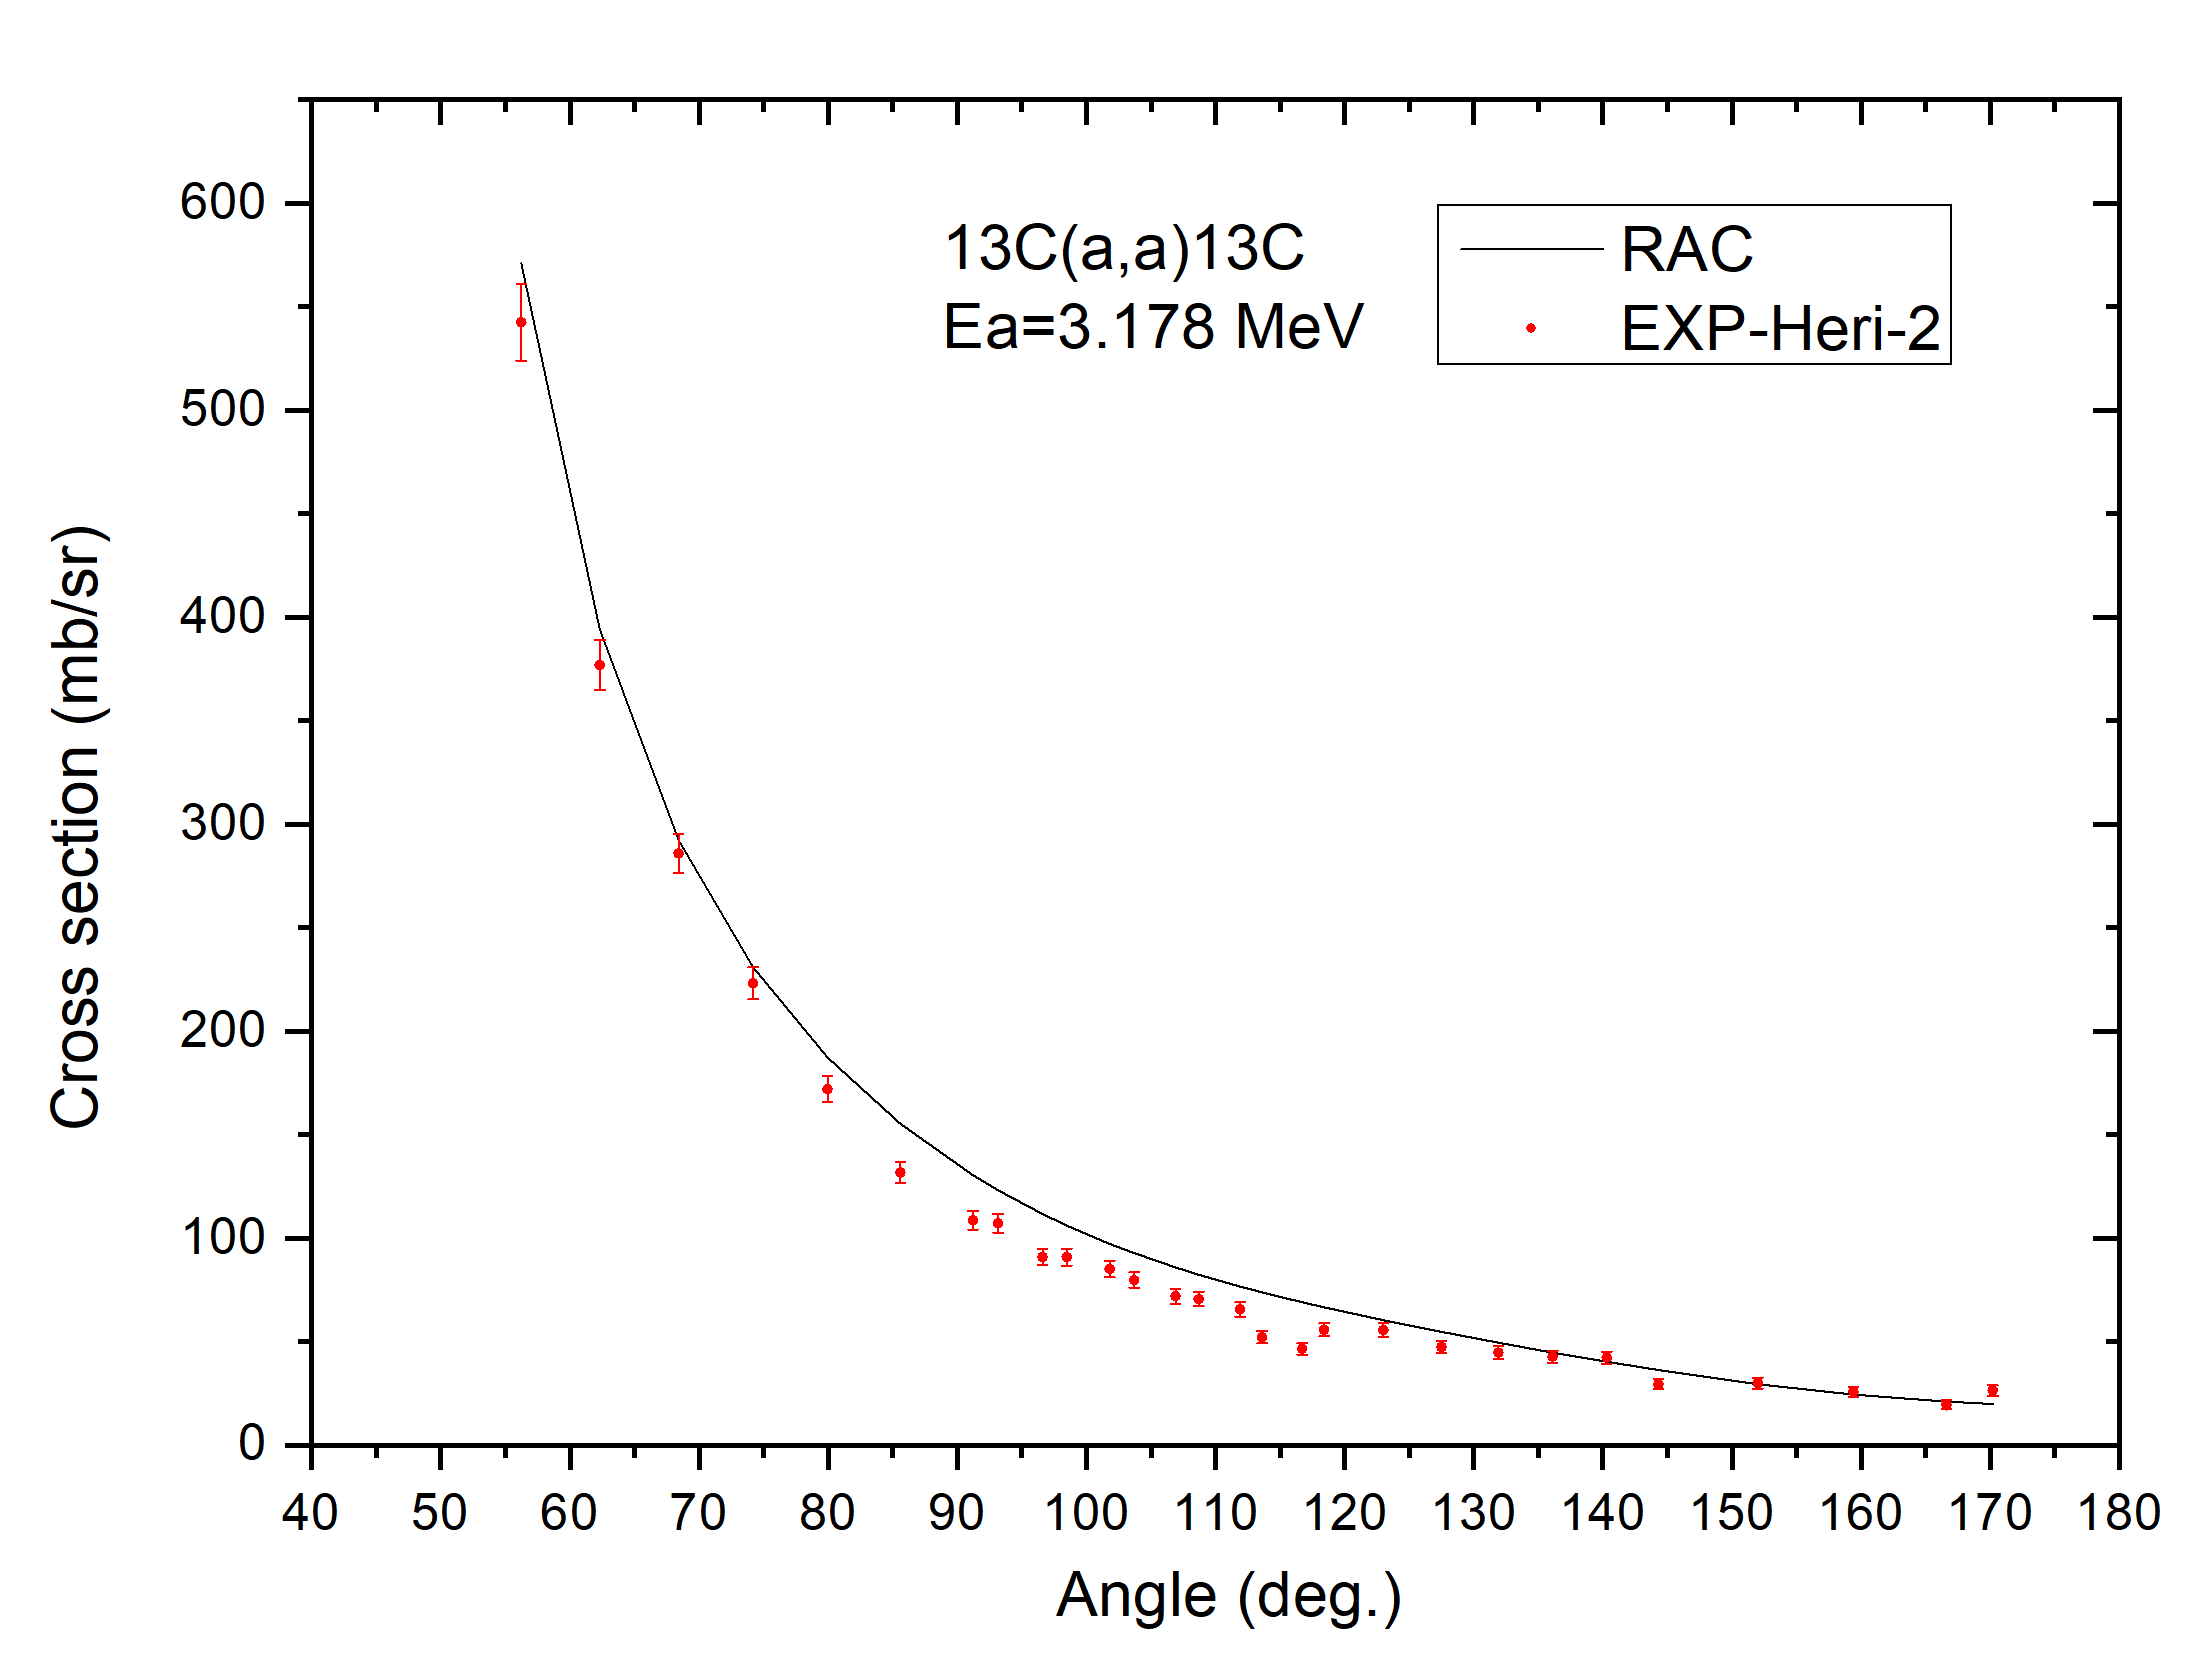 600
500
400
300
200
100
0
Cross section (mb/sr)
13C(a,a)13C
Ea=3.178 MeV
RAC
EXP-Heri-2
40 50 60 70 80 90 100 110 120 130 140 150 160 170 180
Angle (deg.)